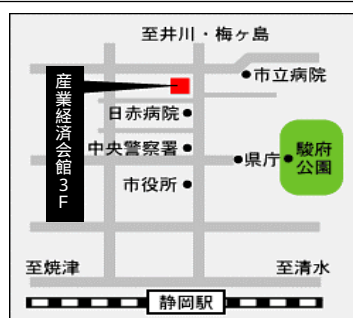 至井川・梅ヶ島
市立病院
産業経済会館3F
日赤病院
中央警察署
県庁
駿府
公園
市役所
至焼津
至清水
静岡駅